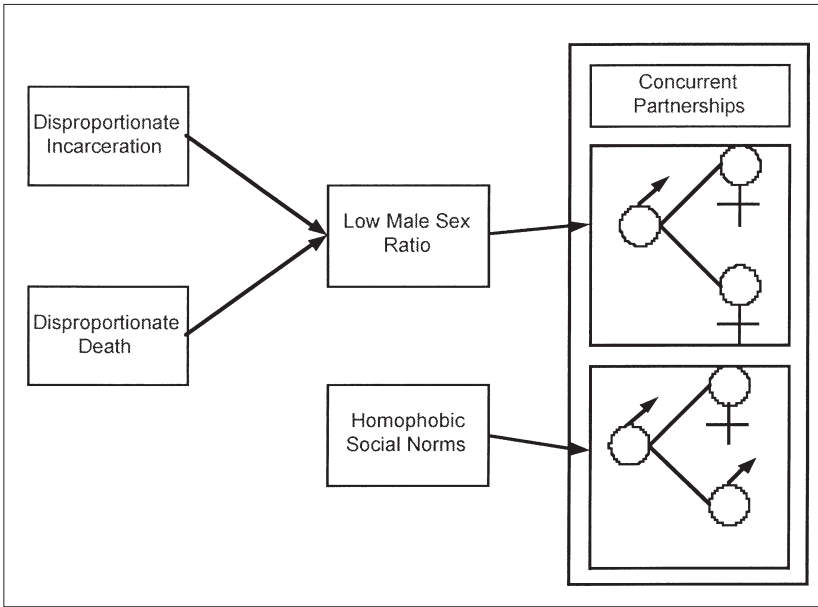 Disproportionate
Incarceration
Disproportionate
Death
Low Male Sex
Ratio
Homophobic
Social Norms
Concurrent
Partnerships